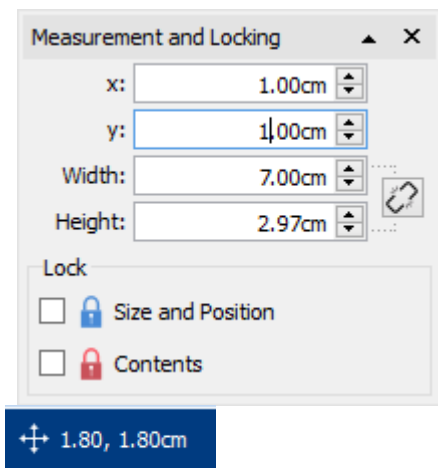 Measurement and Locking
x: 1.00cm
y: 1.00cm
Width: 7.00cm
Height: 2.97cm
Lock
Size and Position
Contents
1.80, 1.80cm